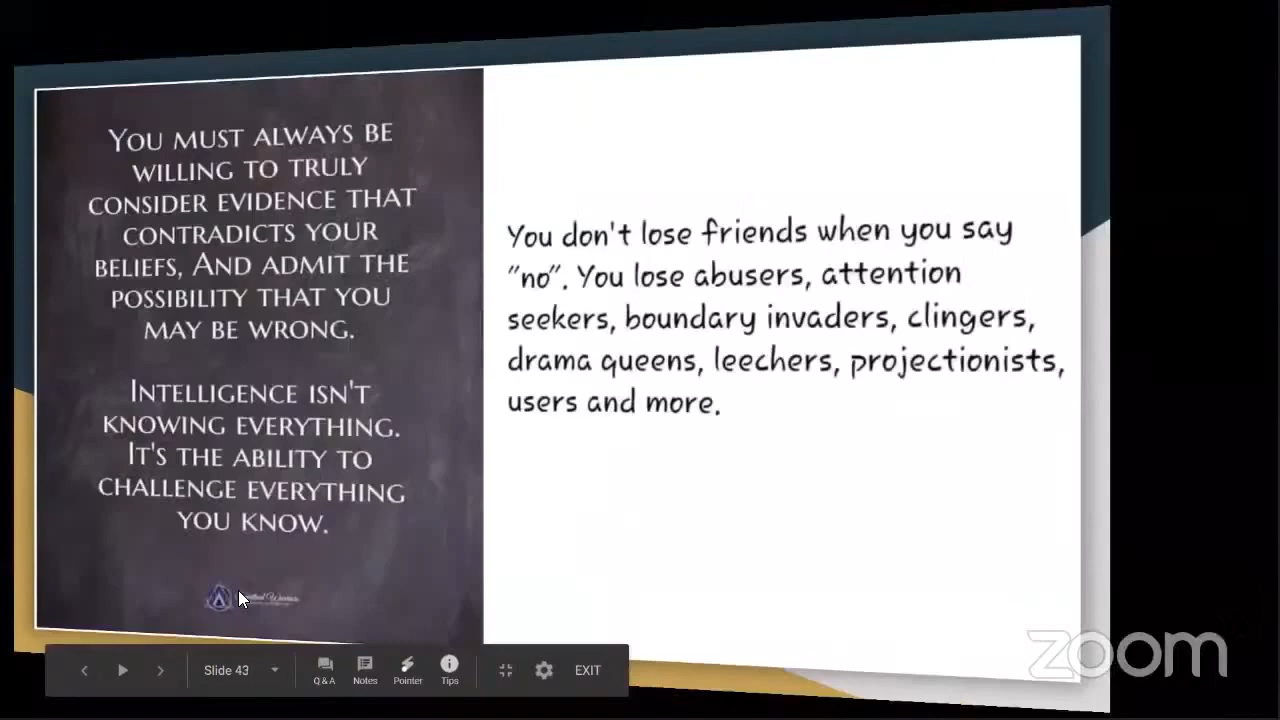 YOU MUST ALWAYS BE
WILLING TO TRULY
CONSIDER EVIDENCE THAT
CONTRADICTS YOUR
BELIEFS, AND ADMIT THE
POSSIBILITY THAT YOU
MAY BE WRONG.
INTELLIGENCE ISN'T
KNOWING EVERYTHING.
IT'S THE ABILITY TO
CHALLENGE EVERYTHING
YOU KNOW.
You don't lose friends when you say
"no". You lose abusers, attention
seekers, boundary invaders, clingers,
drama queens, leechers, projectionists,
users and more.
Slide 43
Q&A
Notes
Pointer
Tips
EXIT
zoom